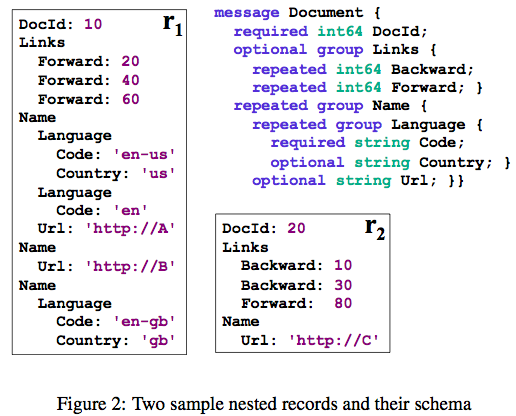 DocId: 10 r1
Links
Forward: 20
Forward: 40
Forward: 60
Name
Language
Code: 'en-us'
Country: 'us'
Language
Code: 'en'
Url: 'http://A'
Name
Url: 'http://B'
Name
Language
Code: 'en-gb'
Country: 'gb'
message Document {
required int64 DocId;
optional group Links {
repeated int64 Backward;
repeated int64 Forward; }
repeated group Name {
repeated group Language {
required string Code;
optional string Country; }
optional string Url; }}
DocId: 20 r2
Links
Backward: 10
Backward: 30
Forward: 80
Name
Url: 'http://C'
Figure 2: Two sample nested records and their schema